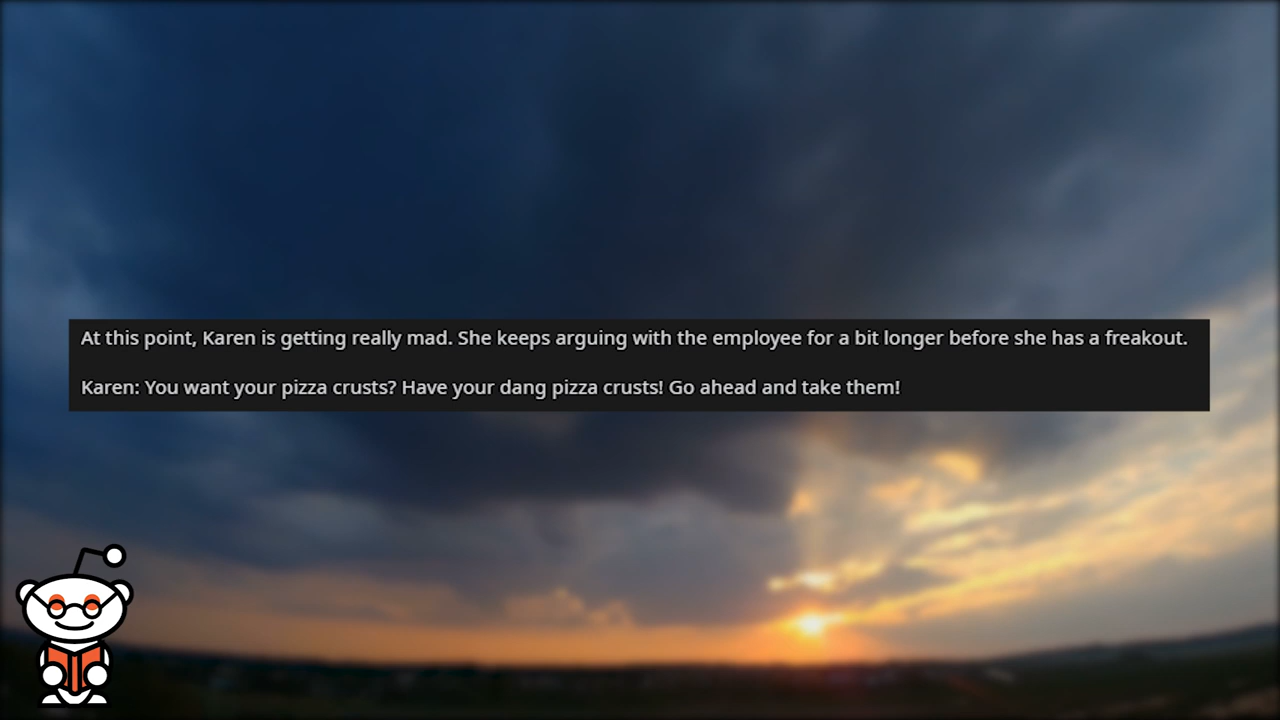 At this point, Karen is getting really mad. She keeps arguing with the employee for a bit longer before she has a freakout.
Karen: You want your pizza crusts? Have your dang pizza crusts! Go ahead and take them!